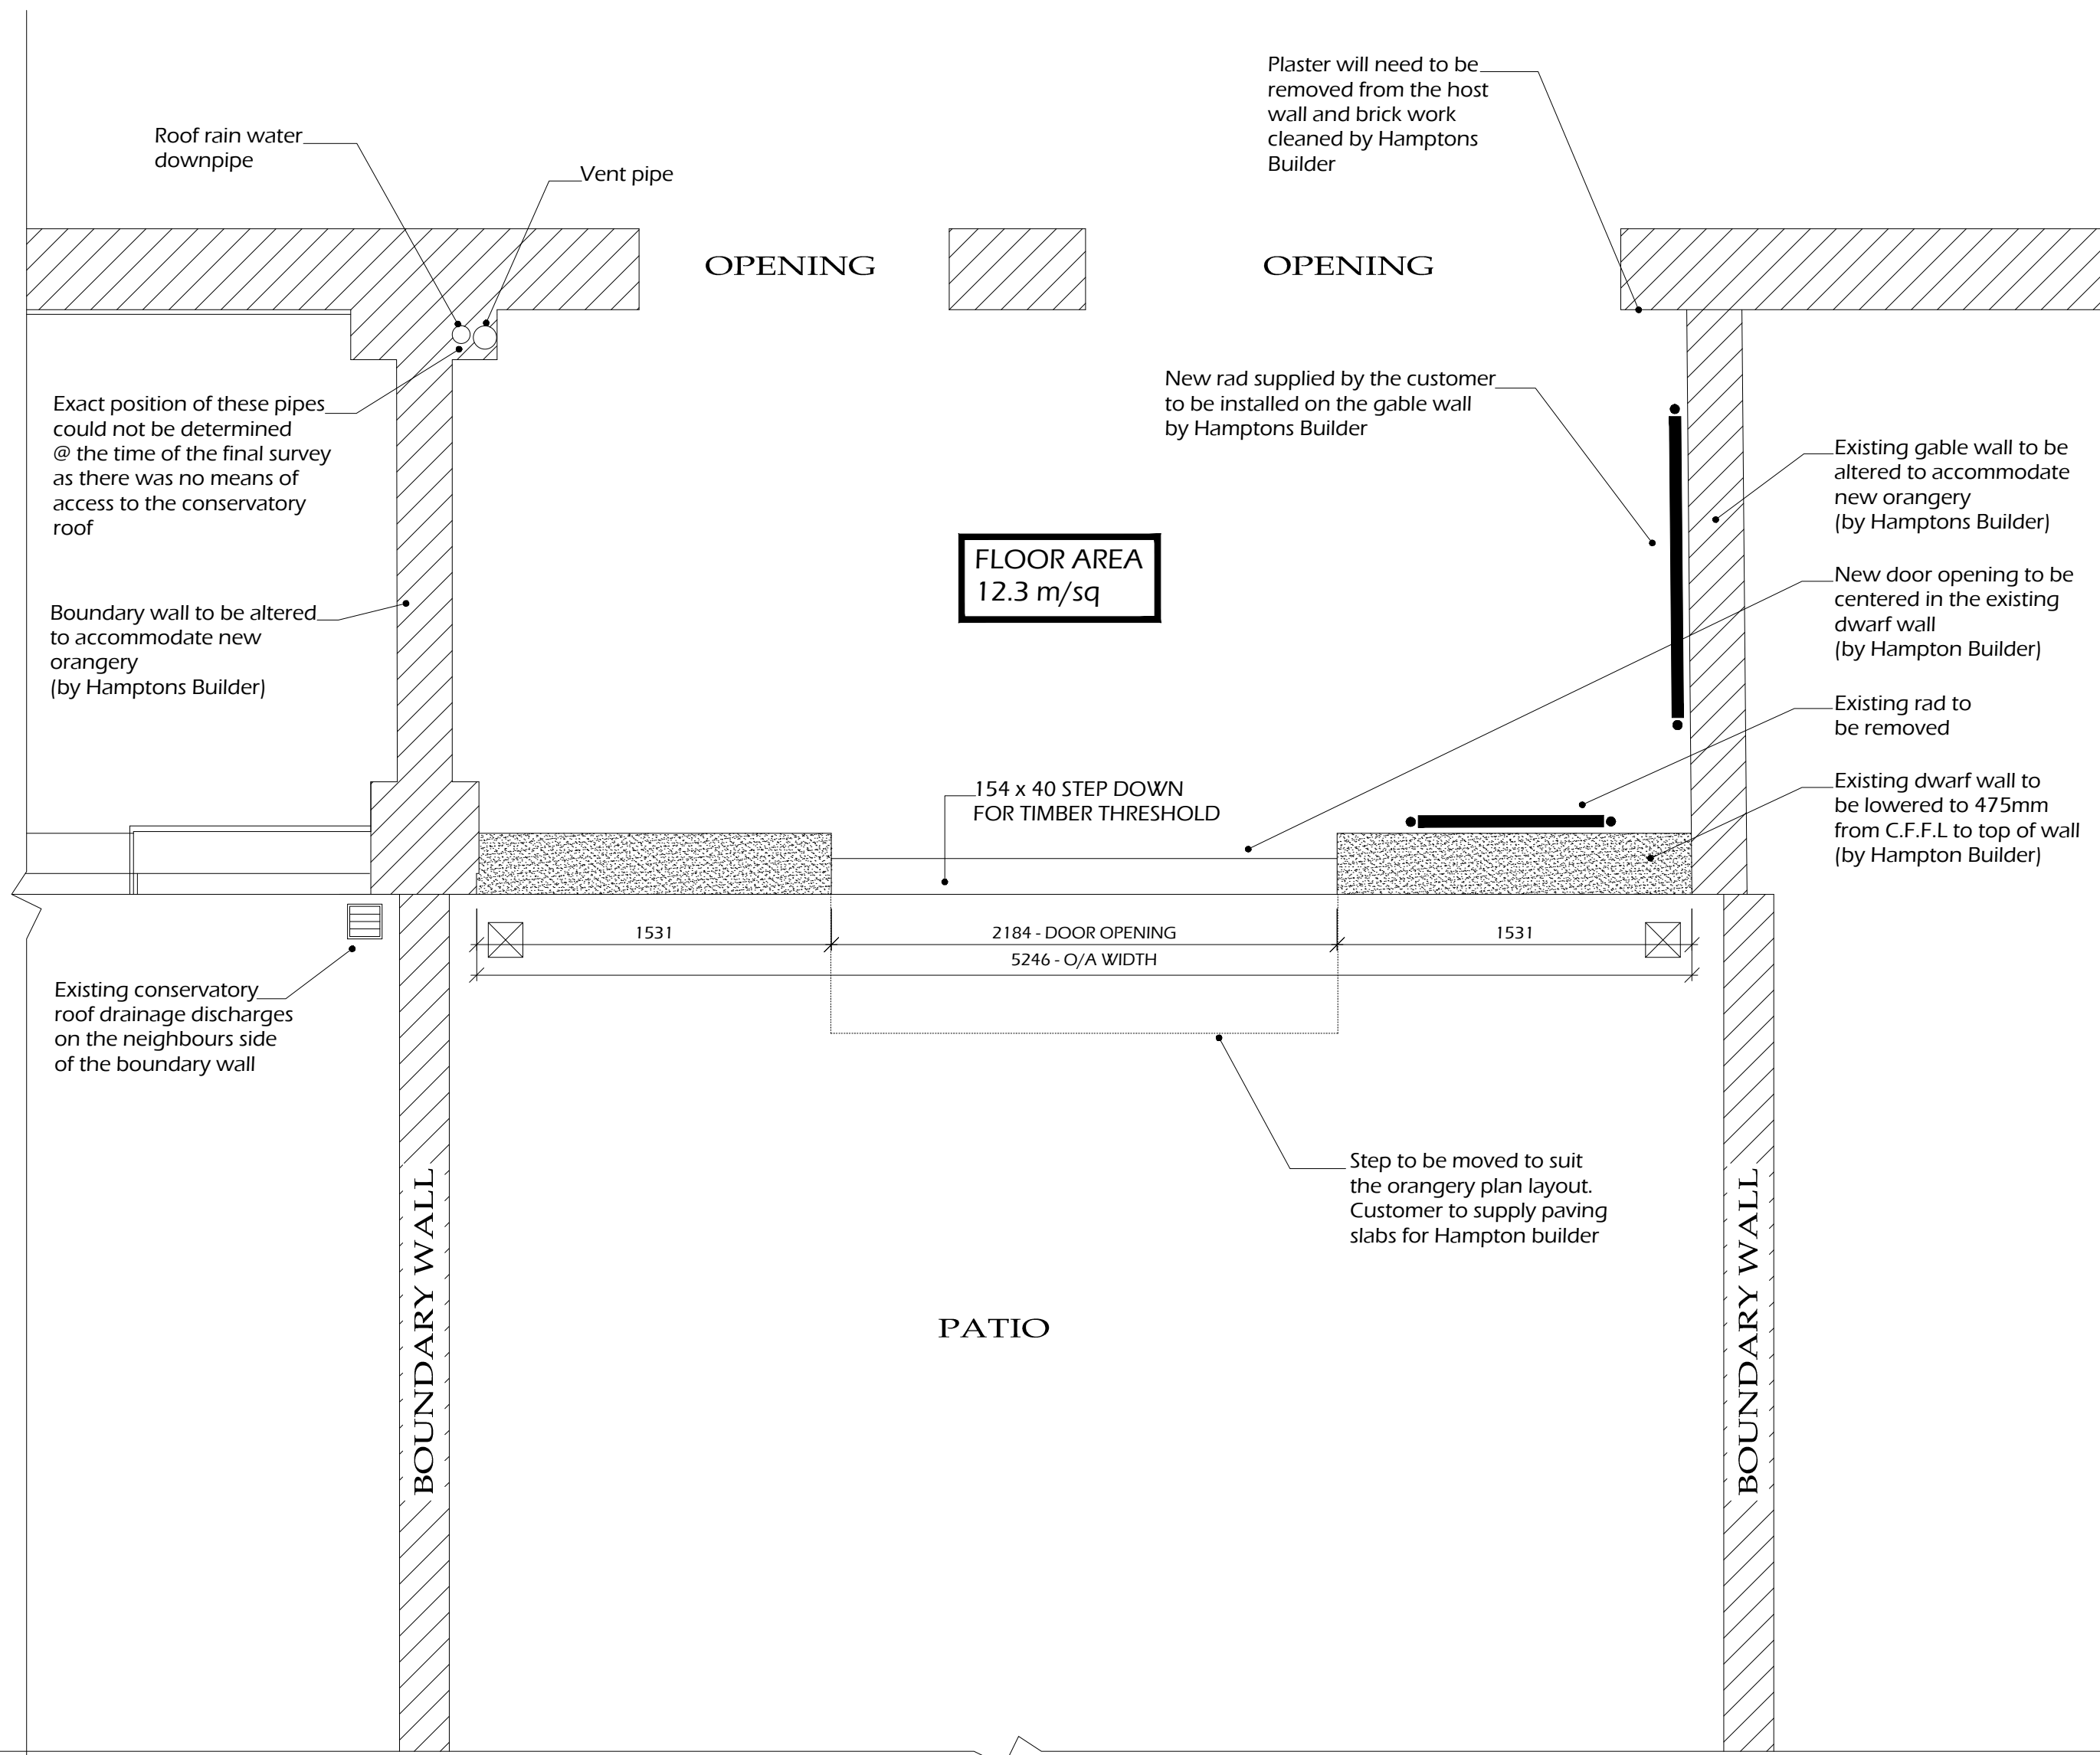 Plaster will need to be
removed from the host
wall and brick work
cleaned by Hamptons
Builder
Roof rain water
downpipe
Vent pipe
OPENING
OPENING
New rad supplied by the customer
to be installed on the gable wall
by Hamptons Builder
Exact position of these pipes
could not be determined
@ the time of the final survey
as there was no means of
access to the conservatory
roof
Existing gable wall to be
altered to accommodate
new orangery
(by Hamptons Builder)
FLOOR AREA
12.3 m/sq
New door opening to be
centered in the existing
dwarf wall
(by Hampton Builder)
Boundary wall to be altered
to accommodate new
orangery
(by Hamptons Builder)
Existing rad to
be removed
154 x 40 STEP DOWN
FOR TIMBER THRESHOLD
Existing dwarf wall to
be lowered to 475mm
from C.F.F.L to top of wall
(by Hampton Builder)
1531
2184 - DOOR OPENING
1531
5246 - O/A WIDTH
Existing conservatory
roof drainage discharges
on the neighbours side
of the boundary wall
Step to be moved to suit
the orangery plan layout.
Customer to supply paving
slabs for Hampton builder
BOUNDARY WALL
BOUNDARY WALL
PATIO